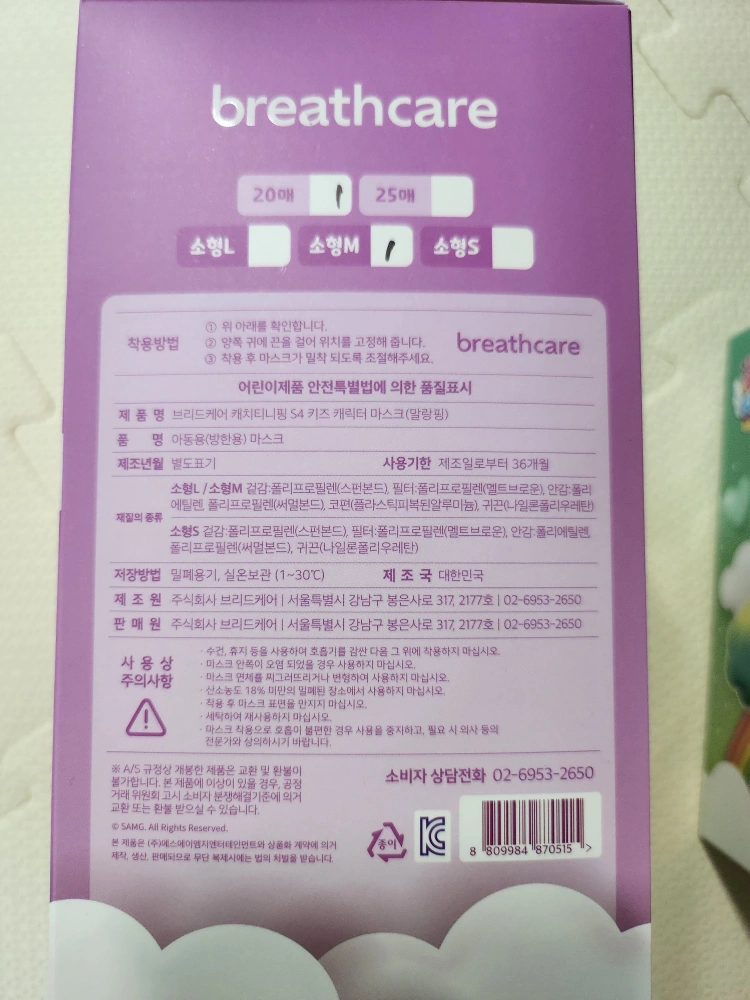 breathcare
20매 25매
소형L 소형M 소형S
착용방법
① 위 아래를 확인합니다.
② 양쪽 귀에 끈을 걸어 위치를 고정해 줍니다.
③ 착용 후 마스크가 밀착 되도록 조절해주세요.
breathcare
어린이제품 안전특별법에 의한 품질표시
제 품 명 브리드케어 캐치티니핑 S4 키즈 캐릭터 마스크(말랑핑)
품 명 아동용(방한용) 마스크
제조년월 별도표기 사용기한 제조일로부터 36개월
재질의 종류
소형L / 소형M 겉감:폴리프로필렌(스펀본드), 필터:폴리프로필렌(멜트브로운), 안감:폴리
에틸렌, 폴리프로필렌(써멀본드), 코편(플라스틱피복된알루미늄), 귀끈(나일론폴리우레탄)
소형S 겉감:폴리프로필렌(스펀본드), 필터:폴리프로필렌(멜트브로운), 안감:폴리에틸렌,
폴리프로필렌(써멀본드), 귀끈(나일론폴리우레탄)
저장방법 밀폐용기, 실온보관 (1~30℃) 제 조 국 대한민국
제 조 원 주식회사 브리드케어 | 서울특별시 강남구 봉은사로 317, 2177호 | 02-6953-2650
판 매 원 주식회사 브리드케어 | 서울특별시 강남구 봉은사로 317, 2177호 | 02-6953-2650
사 용 상
주의사항
· 수건, 휴지 등을 사용하여 호흡기를 감싼 다음 그 위에 착용하지 마십시오.
· 마스크 안쪽이 오염 되었을 경우 사용하지 마십시오.
· 마스크 면체를 찌그러뜨리거나 변형하여 사용하지 마십시오.
· 산소농도 18% 미만의 밀폐된 장소에서 사용하지 마십시오.
· 착용 후 마스크 표면을 만지지 마십시오.
· 세탁하여 재사용하지 마십시오.
· 마스크 착용으로 호흡이 불편한 경우 사용을 중지하고, 필요 시 의사 등의
전문가와 상의하시기 바랍니다.
※ A/S 규정상 개봉한 제품은 교환 및 환불이
불가합니다. 본 제품에 이상이 있을 경우, 공정
거래 위원회 고시 소비자 분쟁해결기준에 의거
교환 또는 환불 받으실 수 있습니다.
© SAMG. All Rights Reserved.
본 제품은 (주)에스에이엠지엔터테인먼트와 상품화 계약에 의거
제작, 생산, 판매되므로 무단 복제시에는 법의 처벌을 받습니다.
소비자 상담전화 02-6953-2650
종이
8 809984 870515 >